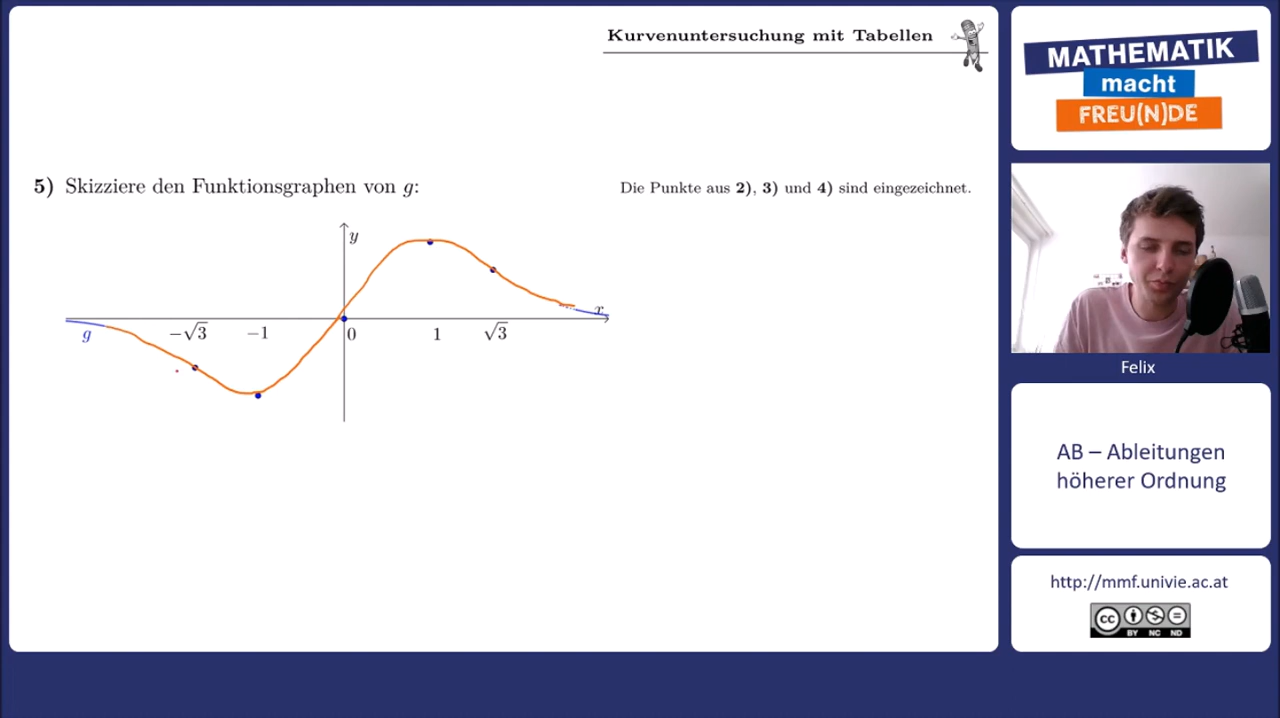 Kurvenuntersuchung mit Tabellen
5) Skizziere den Funktionsgraphen von g:
Die Punkte aus 2), 3) und 4) sind eingezeichnet.
y
x
g
−√3
−1
0
1
√3
MATHEMATIK
macht
FREU(N)DE
Felix
AB – Ableitungen
höherer Ordnung
http://mmf.univie.ac.at
cc
BY NC ND